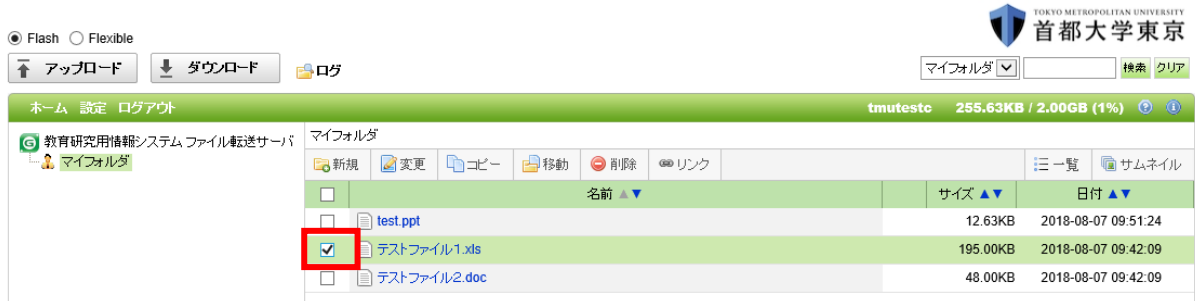 TOKYO METROPOLITAN UNIVERSITY
首都大学東京
Flash Flexible
アップロード ダウンロード ログ マイフォルダ 検索 クリア
ホーム 設定 ログアウト tmutestc 255.63KB / 2.00GB (1%)
教育研究用情報システム ファイル転送サーバ
マイフォルダ
マイフォルダ
新規 変更 コピー 移動 削除 リンク 一覧 サムネイル
名前 ▲▼ サイズ ▲▼ 日付 ▲▼
test.ppt 12.63KB 2018-08-07 09:51:24
テストファイル1.xls 195.00KB 2018-08-07 09:42:09
テストファイル2.doc 48.00KB 2018-08-07 09:42:09